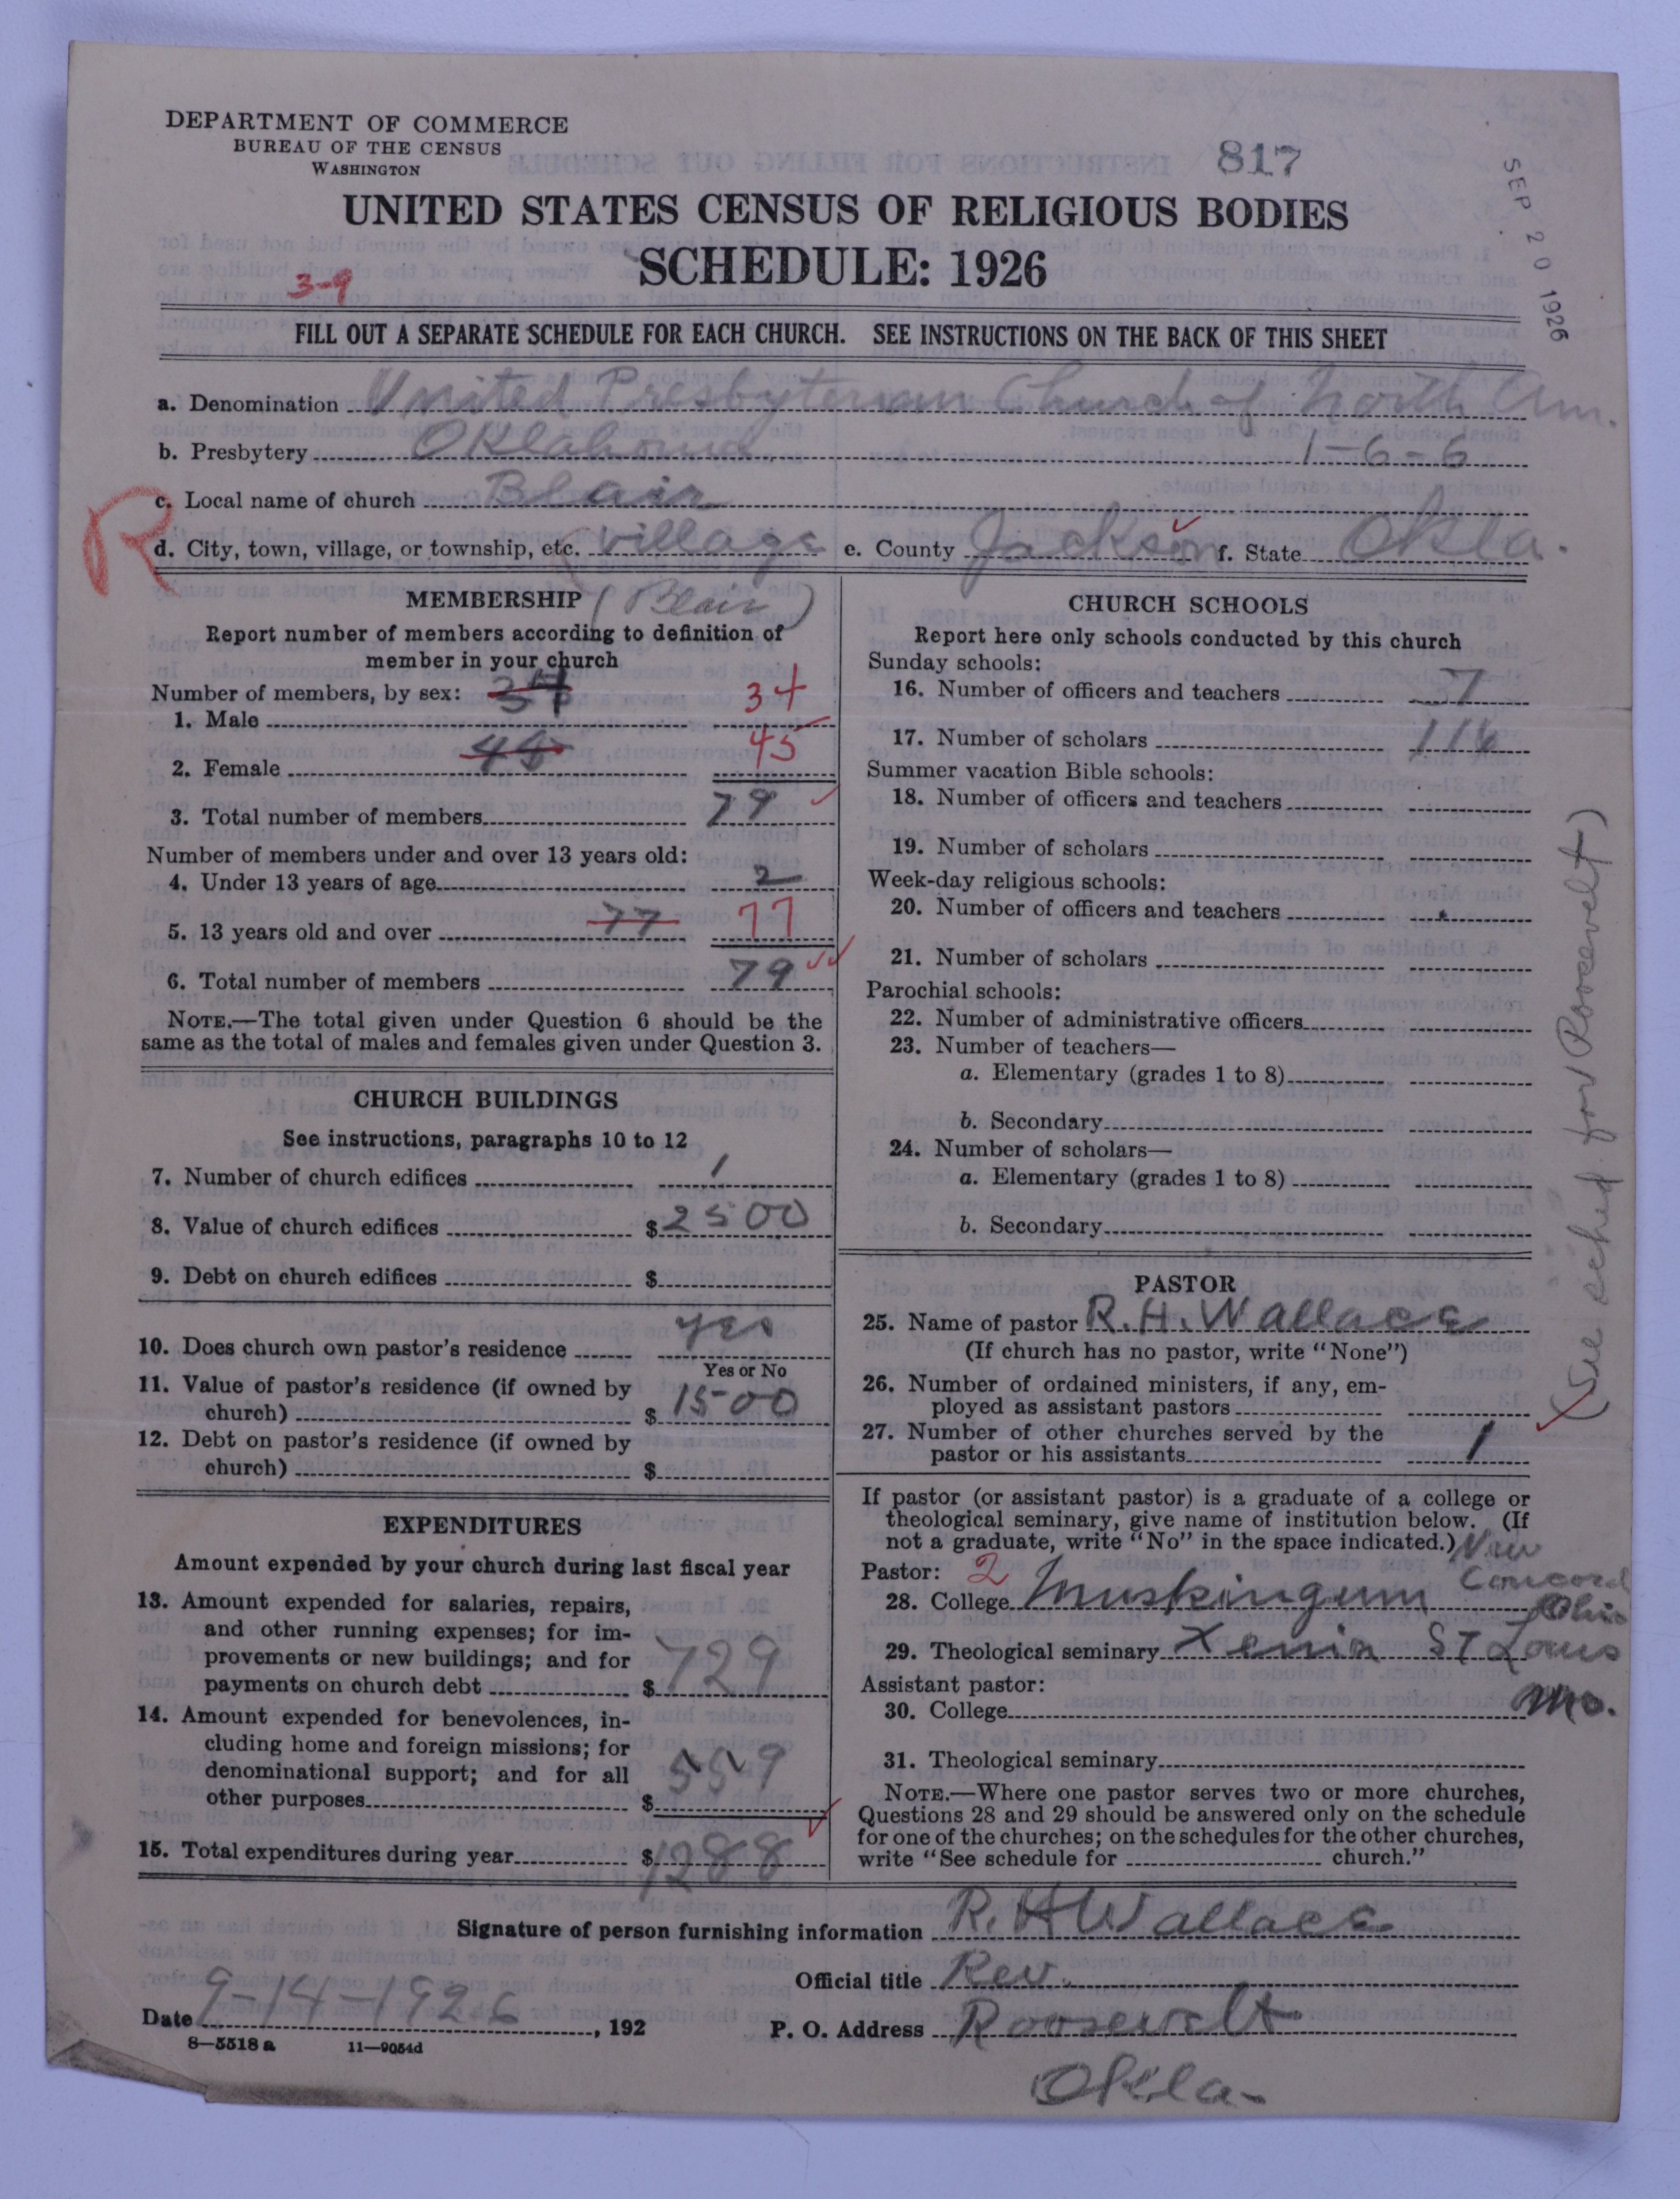 DEPARTMENT OF COMMERCE
BUREAU OF THE CENSUS
WASHINGTON
817
SEP 20 1926
UNITED STATES CENSUS OF RELIGIOUS BODIES
SCHEDULE: 1926
3-9
FILL OUT A SEPARATE SCHEDULE FOR EACH CHURCH. SEE INSTRUCTIONS ON THE BACK OF THIS SHEET
a. Denomination United Presbyterian Church of North Am.
b. Presbytery Oklahoma 1-6-6
R
c. Local name of church Blair
d. City, town, village, or township, etc. village e. County Jackson f. State Okla.
MEMBERSHIP (Blair)
Report number of members according to definition of
member in your church
Number of members, by sex: 34 34
1. Male
45 45
2. Female
3. Total number of members 79
Number of members under and over 13 years old:
4. Under 13 years of age 2
5. 13 years old and over 77 77
6. Total number of members 79
NOTE.—The total given under Question 6 should be the
same as the total of males and females given under Question 3.
CHURCH BUILDINGS
See instructions, paragraphs 10 to 12
7. Number of church edifices 1
8. Value of church edifices $2500
9. Debt on church edifices $
10. Does church own pastor's residence yes
Yes or No
11. Value of pastor's residence (if owned by
church) $1500
12. Debt on pastor's residence (if owned by
church) $
EXPENDITURES
Amount expended by your church during last fiscal year
13. Amount expended for salaries, repairs,
and other running expenses; for im-
provements or new buildings; and for
payments on church debt $729
14. Amount expended for benevolences, in-
cluding home and foreign missions; for
denominational support; and for all
other purposes $559
15. Total expenditures during year $1288
CHURCH SCHOOLS
Report here only schools conducted by this church
Sunday schools:
16. Number of officers and teachers 7
17. Number of scholars
Summer vacation Bible schools:
18. Number of officers and teachers
19. Number of scholars
Week-day religious schools:
20. Number of officers and teachers
21. Number of scholars
Parochial schools:
22. Number of administrative officers
23. Number of teachers—
a. Elementary (grades 1 to 8)
b. Secondary
24. Number of scholars—
a. Elementary (grades 1 to 8)
b. Secondary
PASTOR
25. Name of pastor R. H. Wallace
(If church has no pastor, write "None")
26. Number of ordained ministers, if any, em-
ployed as assistant pastors
27. Number of other churches served by the
pastor or his assistants 1
(See sched for Roosevelt)
If pastor (or assistant pastor) is a graduate of a college or
theological seminary, give name of institution below. (If
not a graduate, write "No" in the space indicated.)
Pastor: 2
28. College Muskingum New Concord Ohio
29. Theological seminary Xenia St Louis
Mo.
Assistant pastor:
30. College
31. Theological seminary
NOTE.—Where one pastor serves two or more churches,
Questions 28 and 29 should be answered only on the schedule
for one of the churches; on the schedules for the other churches,
write "See schedule for church."
Signature of person furnishing information R. H Wallace
Official title Rev.
Date 9-14-1926, 192 P. O. Address Roosevelt
Okla-
8—5518 a 11—9054d